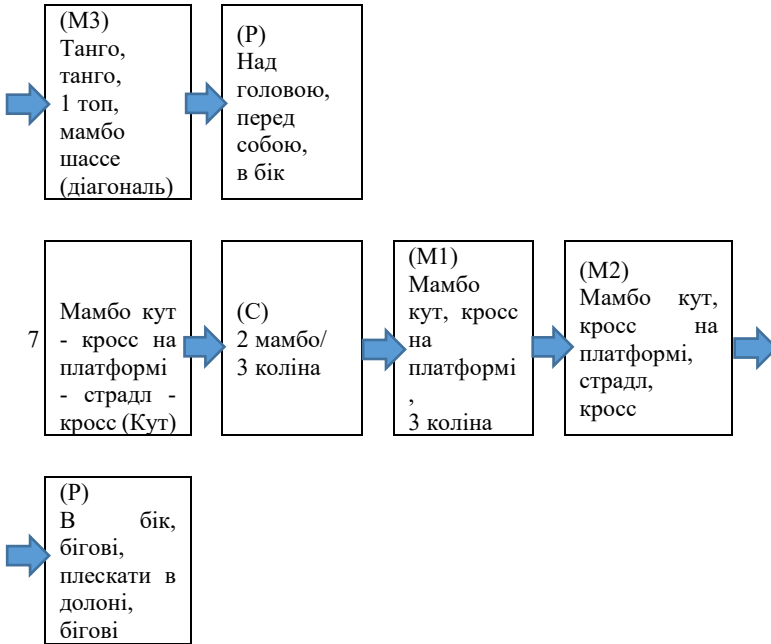 (М3)
Танго,
танго,
1 топ,
мамбо
шассе
(діагональ)
(Р)
Над
головою,
перед
собою,
в бік
7
Мамбо кут
- кросс на
платформі
- страдл -
кросс (Кут)
(С)
2 мамбо/
3 коліна
(М1)
Мамбо
кут, кросс
на
платформі
,
3 коліна
(М2)
Мамбо кут,
кросс на
платформі,
страдл,
кросс
(Р)
В бік,
бігові,
плескати в
долоні,
бігові